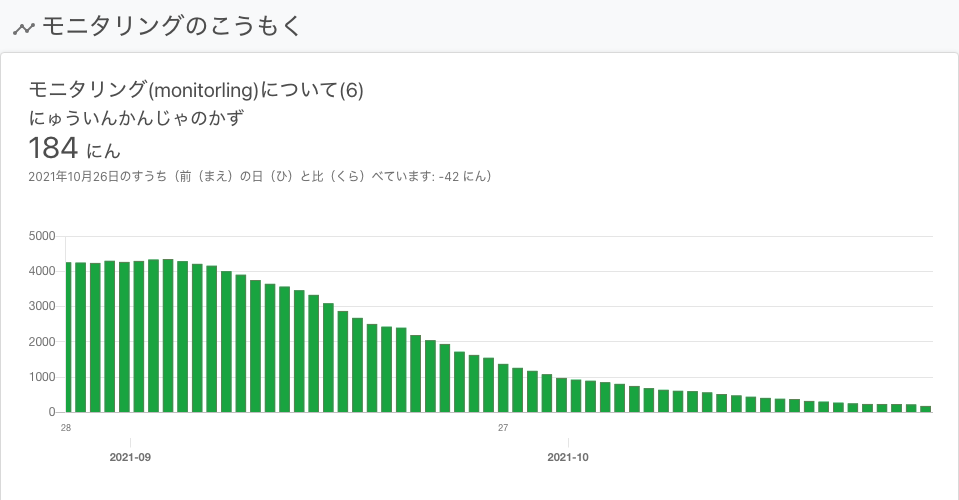 モニタリングのこうもく
モニタリング(monitorling)について(6)
にゅういんかんじゃのかず
184 にん
2021年10月26日のすうち（前（まえ）の日（ひ）と比（くら）べています: -42 にん）
5000
4000
3000
2000
1000
0
28 27
2021-09 2021-10